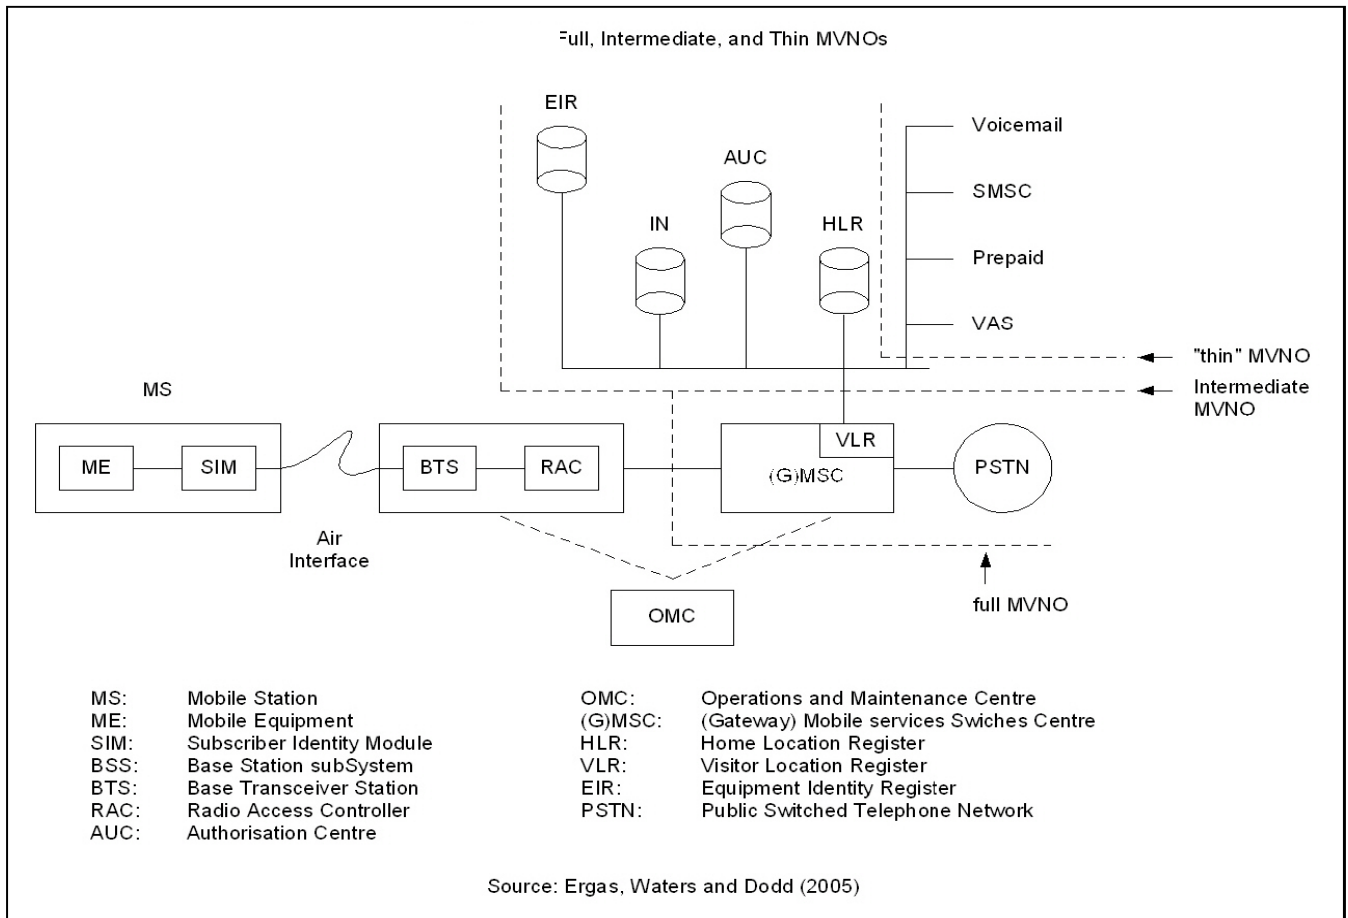 Full, Intermediate, and Thin MVNOs
EIR
Voicemail
AUC
SMSC
IN
HLR
Prepaid
VAS
"thin" MVNO
MS
Intermediate
MVNO
ME
SIM
BTS
RAC
VLR
(G)MSC
PSTN
Air
Interface
full MVNO
OMC
MS: Mobile Station
ME: Mobile Equipment
SIM: Subscriber Identity Module
BSS: Base Station subSystem
BTS: Base Transceiver Station
RAC: Radio Access Controller
AUC: Authorisation Centre
OMC: Operations and Maintenance Centre
(G)MSC: (Gateway) Mobile services Swiches Centre
HLR: Home Location Register
VLR: Visitor Location Register
EIR: Equipment Identity Register
PSTN: Public Switched Telephone Network
Source: Ergas, Waters and Dodd (2005)